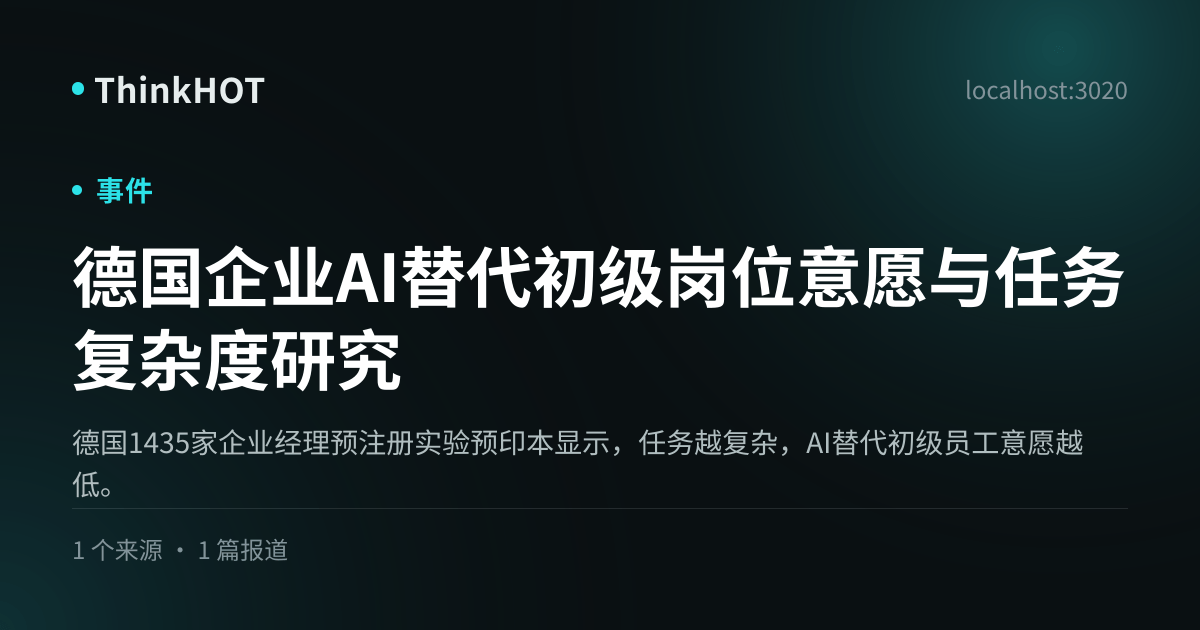 ThinkHOT
localhost:3020
事件
德国企业AI替代初级岗位意愿与任务
复杂度研究
德国1435家企业经理预注册实验预印本显示，任务越复杂，AI替代初级员工意愿越
低。
1 个来源 · 1 篇报道